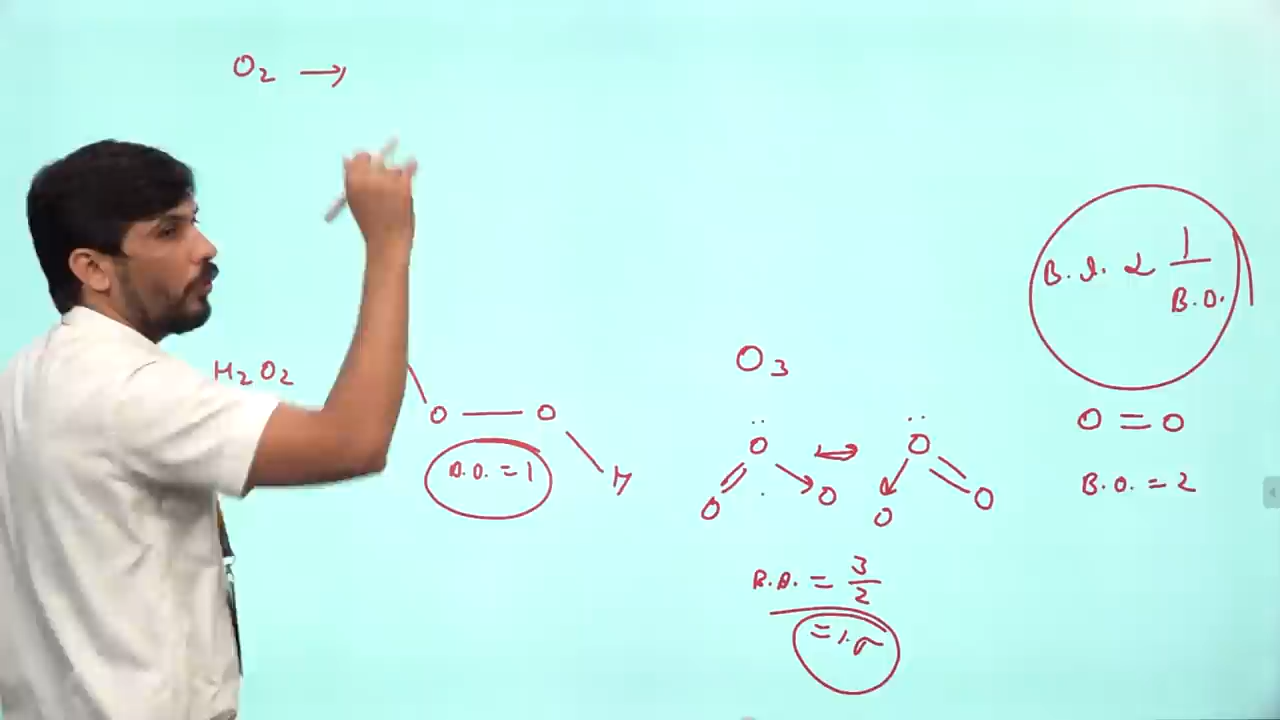 O₂ →
H₂O₂
O — O
H
B.O. = 1
O₃
O O
O O O O
↔
B.O. = 3/2
= 1.5
B.L. α 1/B.O.
O = O
B.O. = 2